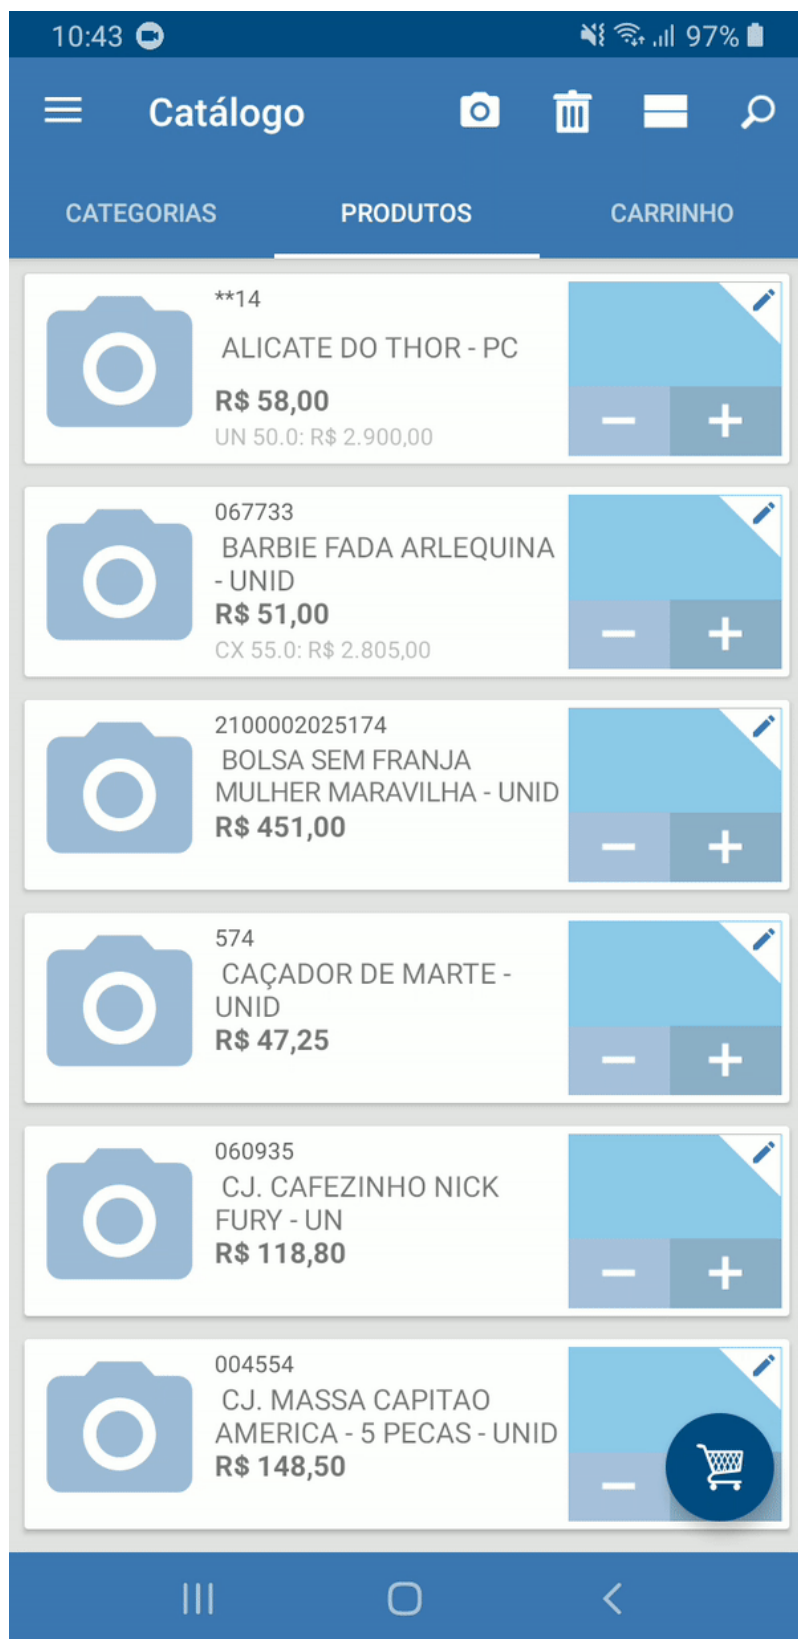 10:43
97%
Catálogo
CATEGORIAS PRODUTOS CARRINHO
**14
ALICATE DO THOR - PC
R$ 58,00
UN 50.0: R$ 2.900,00
067733
BARBIE FADA ARLEQUINA
- UNID
R$ 51,00
CX 55.0: R$ 2.805,00
2100002025174
BOLSA SEM FRANJA
MULHER MARAVILHA - UNID
R$ 451,00
574
CAÇADOR DE MARTE -
UNID
R$ 47,25
060935
CJ. CAFEZINHO NICK
FURY - UN
R$ 118,80
004554
CJ. MASSA CAPITAO
AMERICA - 5 PECAS - UNID
R$ 148,50